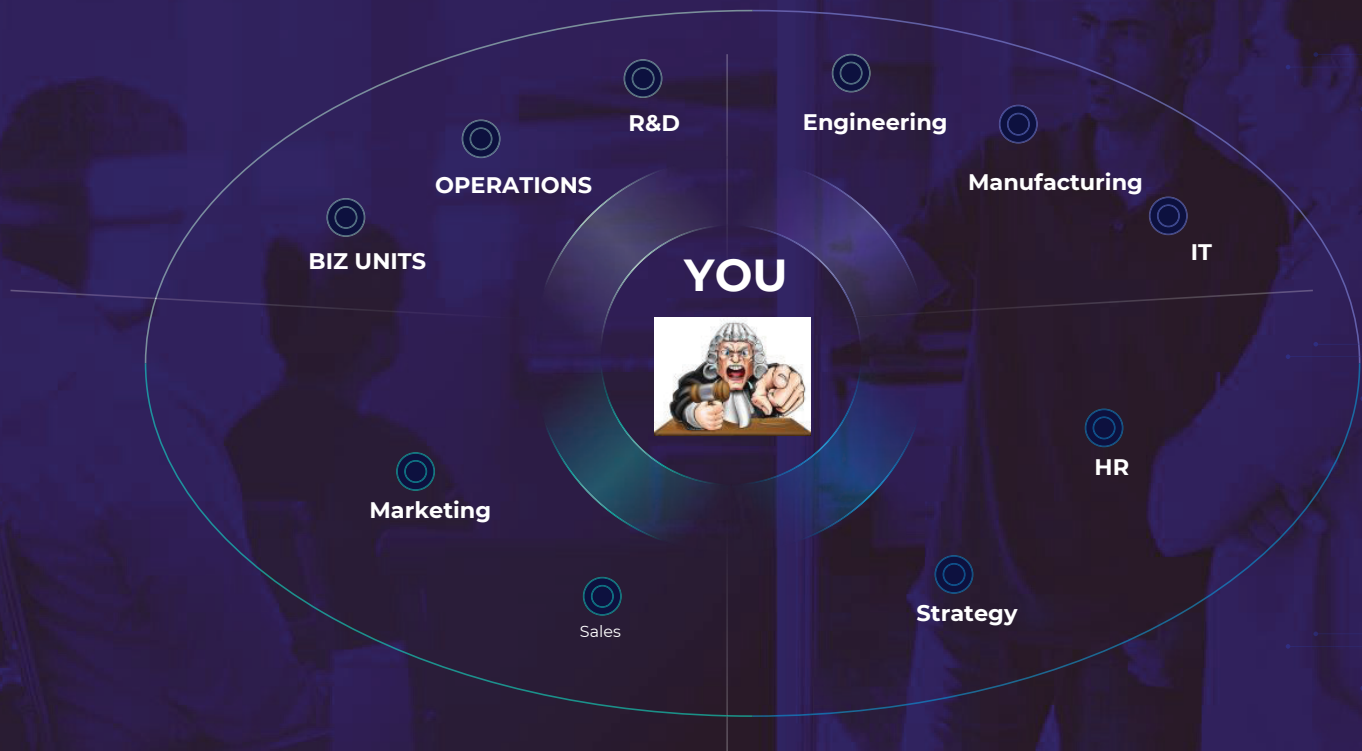 R&D
Engineering
OPERATIONS
Manufacturing
BIZ UNITS
IT
YOU
HR
Marketing
Strategy
Sales